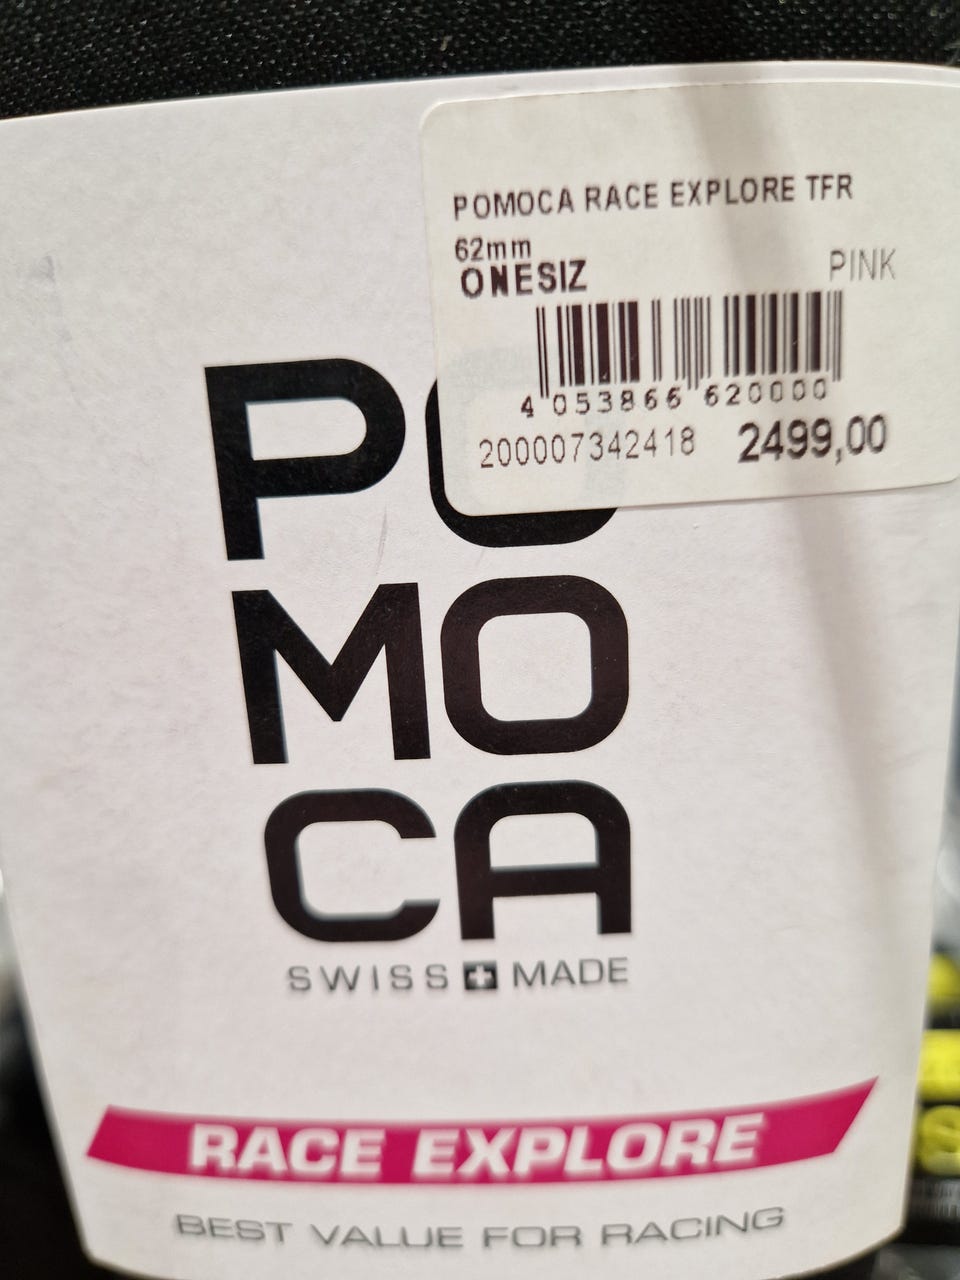 POMOCA RACE EXPLORE TFR
62mm
ONESIZ PINK
4 053866 620000
200007342418 2499,00
PO
MO
CA
SWISS MADE
RACE EXPLORE
BEST VALUE FOR RACING